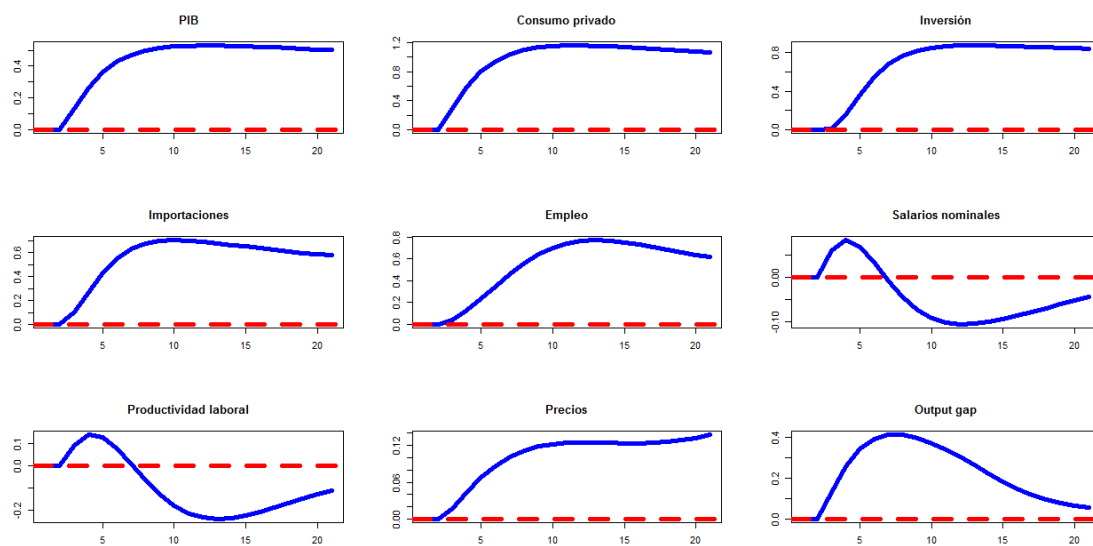 PIB
0.0 0.2 0.4
5 10 15 20
Consumo privado
0.0 0.4 0.8 1.2
5 10 15 20
Inversión
0.0 0.4 0.8
5 10 15 20
Importaciones
0.0 0.2 0.4 0.6
5 10 15 20
Empleo
0.0 0.2 0.4 0.6 0.8
5 10 15 20
Salarios nominales
-0.10 0.00
5 10 15 20
Productividad laboral
-0.2 0.0 0.1
5 10 15 20
Precios
0.00 0.06 0.12
5 10 15 20
Output gap
0.0 0.2 0.4
5 10 15 20